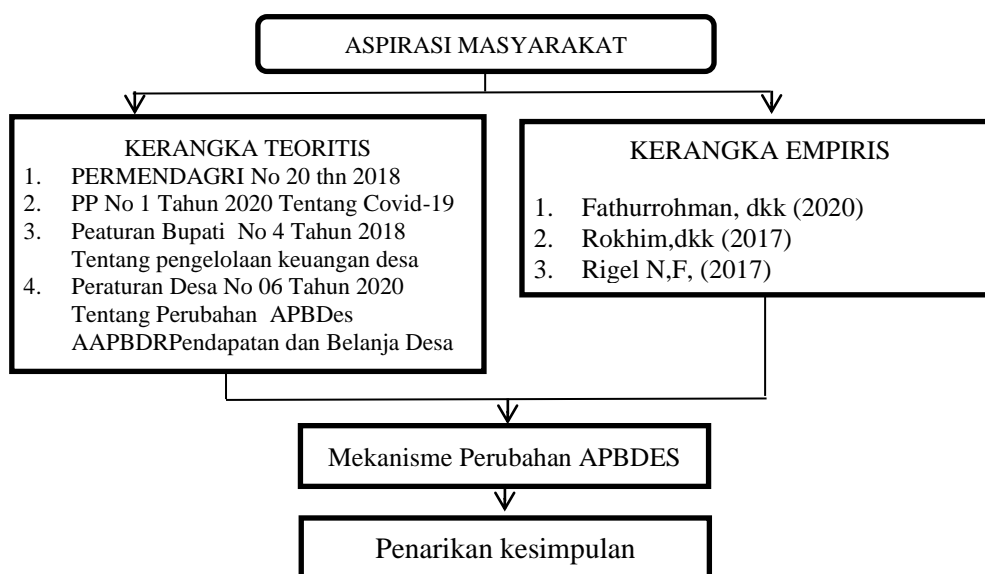 ASPIRASI MASYARAKAT
KERANGKA TEORITIS
1. PERMENDAGRI No 20 thn 2018
2. PP No 1 Tahun 2020 Tentang Covid-19
3. Peaturan Bupati No 4 Tahun 2018
Tentang pengelolaan keuangan desa
4. Peraturan Desa No 06 Tahun 2020
Tentang Perubahan APBDes
AAPBDRPendapatan dan Belanja Desa
KERANGKA EMPIRIS
1. Fathurrohman, dkk (2020)
2. Rokhim,dkk (2017)
3. Rigel N,F, (2017)
Mekanisme Perubahan APBDES
Penarikan kesimpulan